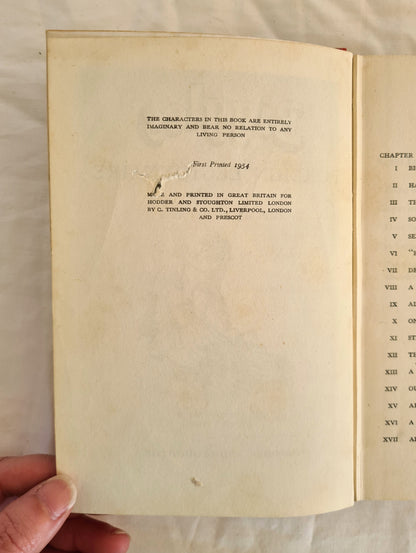 THE CHARACTERS IN THIS BOOK ARE ENTIRELY
IMAGINARY AND BEAR NO RELATION TO ANY
LIVING PERSON
First Printed 1954
AND PRINTED IN GREAT BRITAIN FOR
HODDER AND STOUGHTON LIMITED LONDON
BY C. TINLING & CO. LTD., LIVERPOOL, LONDON
AND PRESCOT
CHAPTER
I
II
III
IV
V
VI
VII
VIII A
IX
X
XI
XII
XIII A
XIV
XV
XVI A
XVII